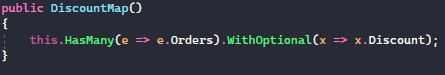 public DiscountMap()
{
    this.HasMany(e => e.Orders).WithOptional(x => x.Discount);
}